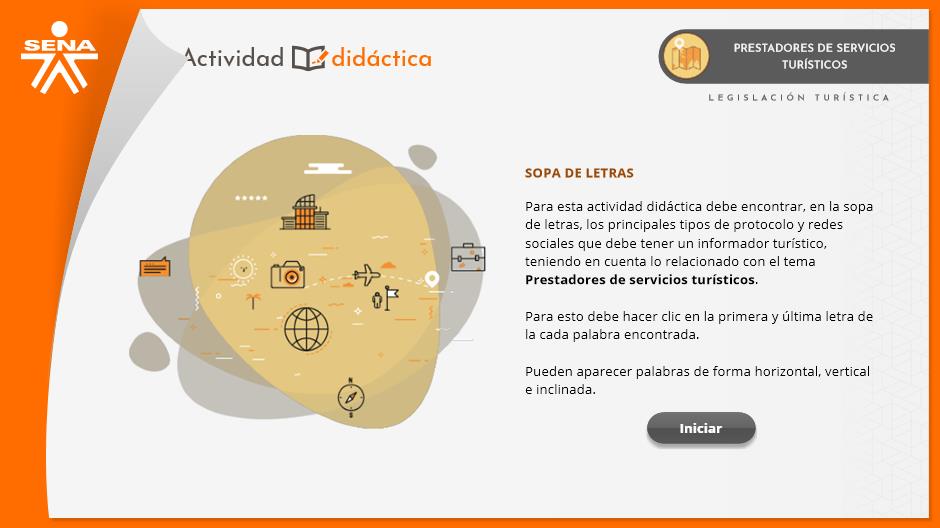 SENA
Actividad didáctica
PRESTADORES DE SERVICIOS
TURÍSTICOS
LEGISLACIÓN TURÍSTICA
SOPA DE LETRAS
Para esta actividad didáctica debe encontrar, en la sopa
de letras, los principales tipos de protocolo y redes
sociales que debe tener un informador turístico,
teniendo en cuenta lo relacionado con el tema
Prestadores de servicios turísticos.
Para esto debe hacer clic en la primera y última letra de
la cada palabra encontrada.
Pueden aparecer palabras de forma horizontal, vertical
e inclinada.
Iniciar
N
S